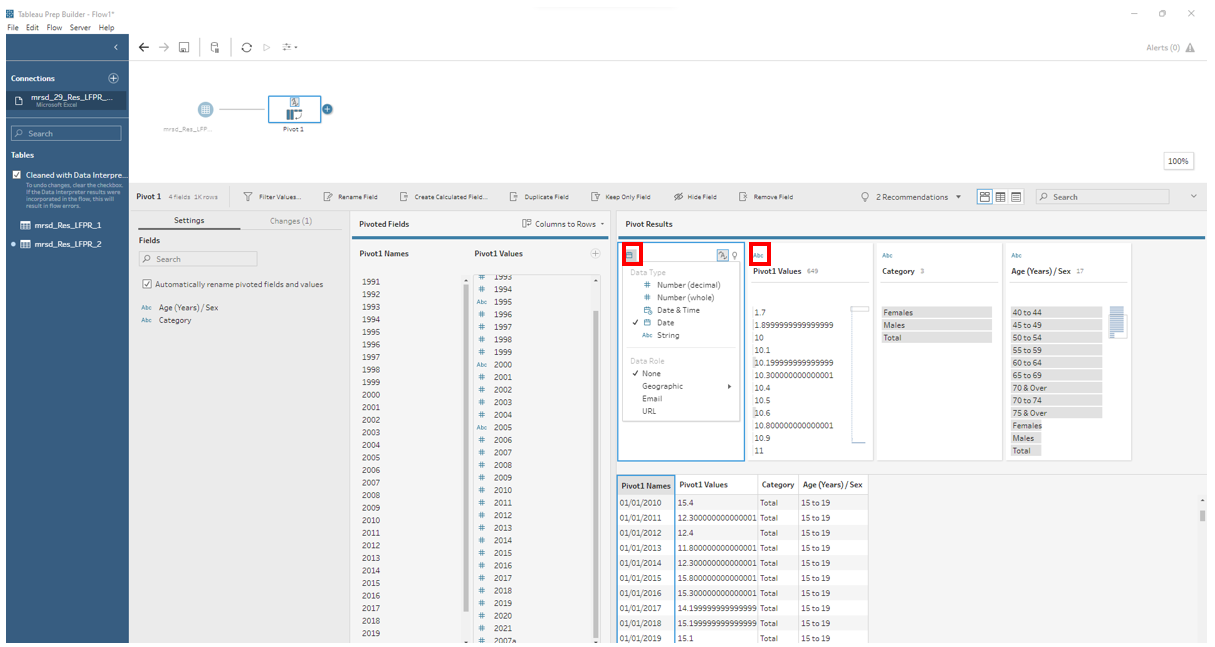 Tableau Prep Builder - Flow1*
File Edit Flow Server Help
Alerts (0)
Connections
mrsd_29_Res_LFPR_...
Microsoft Excel
Search
Tables
Cleaned with Data Interpre...
To undo changes, clear the checkbox.
If the Data Interpreter results were
incorporated in the flow, this will
result in flow errors.
mrsd_Res_LFPR_1
mrsd_Res_LFPR_2
mrsd_Res_LFP...
Pivot 1
100%
Pivot 1 4 fields 1K rows
Filter Values...
Rename Field
Create Calculated Field...
Duplicate Field
Keep Only Field
Hide Field
Remove Field
2 Recommendations
Search
Settings
Changes (1)
Fields
Search
Automatically rename pivoted fields and values
Abc Age (Years) / Sex
Abc Category
Pivoted Fields
Columns to Rows
Pivot1 Names
1991
1992
1993
1994
1995
1996
1997
1998
1999
2000
2001
2002
2003
2004
2005
2006
2007
2008
2009
2010
2011
2012
2013
2014
2015
2016
2017
2018
2019
Pivot1 Values
# 1993
# 1994
Abc 1995
# 1996
# 1997
# 1998
# 1999
Abc 2000
# 2001
# 2002
# 2003
# 2004
Abc 2005
# 2006
# 2007
# 2008
# 2009
# 2010
# 2011
# 2012
# 2013
# 2014
# 2015
# 2016
# 2017
# 2018
# 2019
# 2020
# 2021
# 2007a
Pivot Results
Data Type
# Number (decimal)
# Number (whole)
Date & Time
Date
Abc String
Data Role
None
Geographic
Email
URL
Abc
Pivot1 Values 649
1.7
1.8999999999999999
10
10.1
10.199999999999999
10.300000000000001
10.4
10.5
10.6
10.800000000000001
10.9
11
Abc
Category 3
Females
Males
Total
Abc
Age (Years) / Sex 17
40 to 44
45 to 49
50 to 54
55 to 59
60 to 64
65 to 69
70 & Over
70 to 74
75 & Over
Females
Males
Total
Pivot1 Names Pivot1 Values Category Age (Years) / Sex
01/01/2010 15.4 Total 15 to 19
01/01/2011 12.300000000000001 Total 15 to 19
01/01/2012 12.4 Total 15 to 19
01/01/2013 11.800000000000001 Total 15 to 19
01/01/2014 12.300000000000001 Total 15 to 19
01/01/2015 15.800000000000001 Total 15 to 19
01/01/2016 15.300000000000001 Total 15 to 19
01/01/2017 14.199999999999999 Total 15 to 19
01/01/2018 15.199999999999999 Total 15 to 19
01/01/2019 15.1 Total 15 to 19